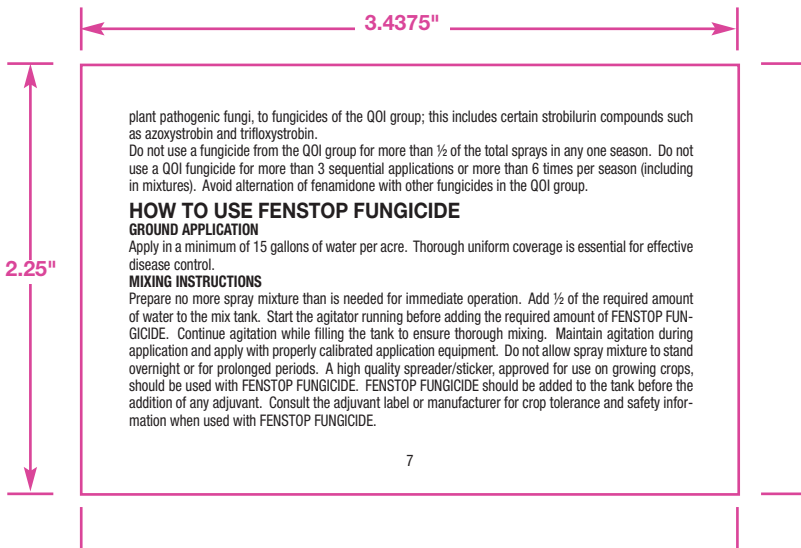 3.4375"
2.25"
plant pathogenic fungi, to fungicides of the QOI group; this includes certain strobilurin compounds such
as azoxystrobin and trifloxystrobin.
Do not use a fungicide from the QOI group for more than ½ of the total sprays in any one season. Do not
use a QOI fungicide for more than 3 sequential applications or more than 6 times per season (including
in mixtures). Avoid alternation of fenamidone with other fungicides in the QOI group.
HOW TO USE FENSTOP FUNGICIDE
GROUND APPLICATION
Apply in a minimum of 15 gallons of water per acre. Thorough uniform coverage is essential for effective
disease control.
MIXING INSTRUCTIONS
Prepare no more spray mixture than is needed for immediate operation. Add ½ of the required amount
of water to the mix tank. Start the agitator running before adding the required amount of FENSTOP FUN-
GICIDE. Continue agitation while filling the tank to ensure thorough mixing. Maintain agitation during
application and apply with properly calibrated application equipment. Do not allow spray mixture to stand
overnight or for prolonged periods. A high quality spreader/sticker, approved for use on growing crops,
should be used with FENSTOP FUNGICIDE. FENSTOP FUNGICIDE should be added to the tank before the
addition of any adjuvant. Consult the adjuvant label or manufacturer for crop tolerance and safety infor-
mation when used with FENSTOP FUNGICIDE.
7